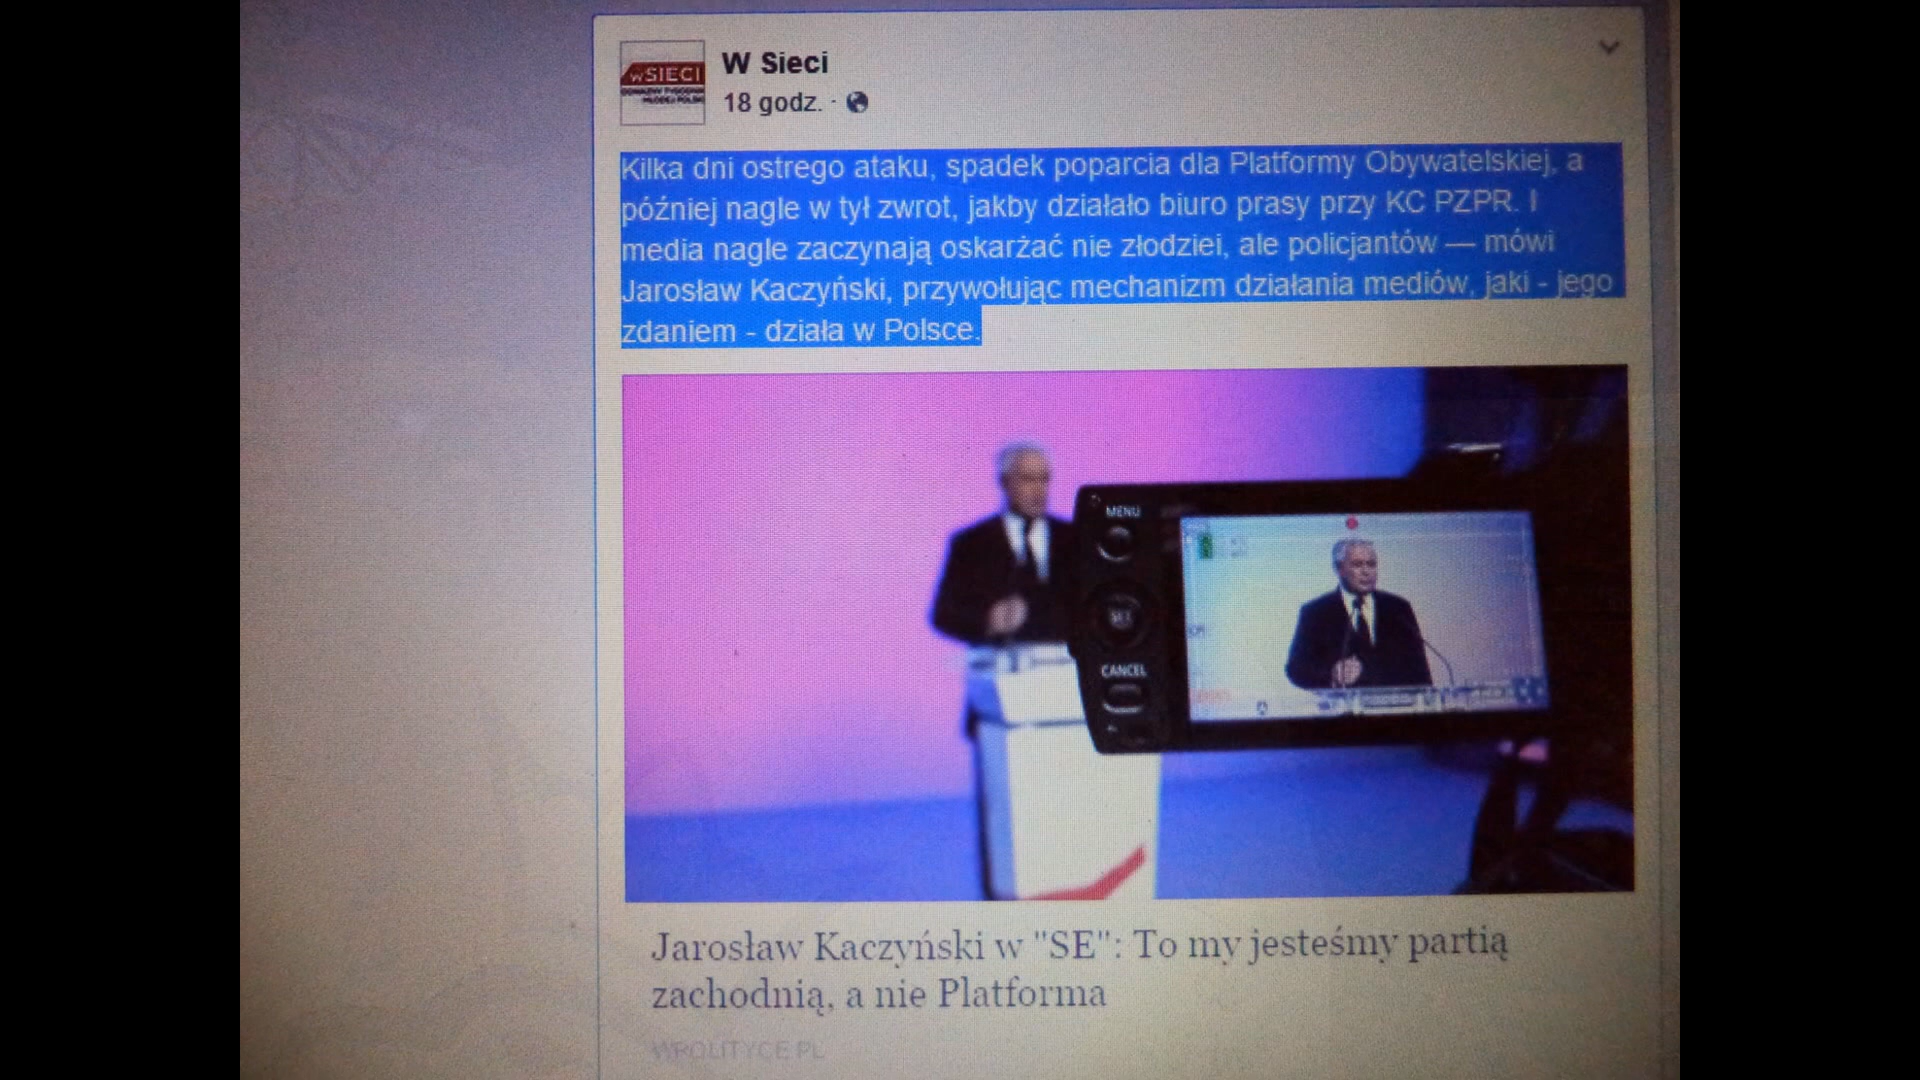 W Sieci
wSIECI
18 godz. ·
Kilka dni ostrego ataku, spadek poparcia dla Platformy Obywatelskiej, a
później nagle w tył zwrot, jakby działało biuro prasy przy KC PZPR. I
media nagle zaczynają oskarżać nie złodziei, ale policjantów — mówi
Jarosław Kaczyński, przywołując mechanizm działania mediów, jaki - jego
zdaniem - działa w Polsce.
MENU
SET
CANCEL
Jarosław Kaczyński w "SE": To my jesteśmy partią
zachodnią, a nie Platforma
WPOLITYCE.PL